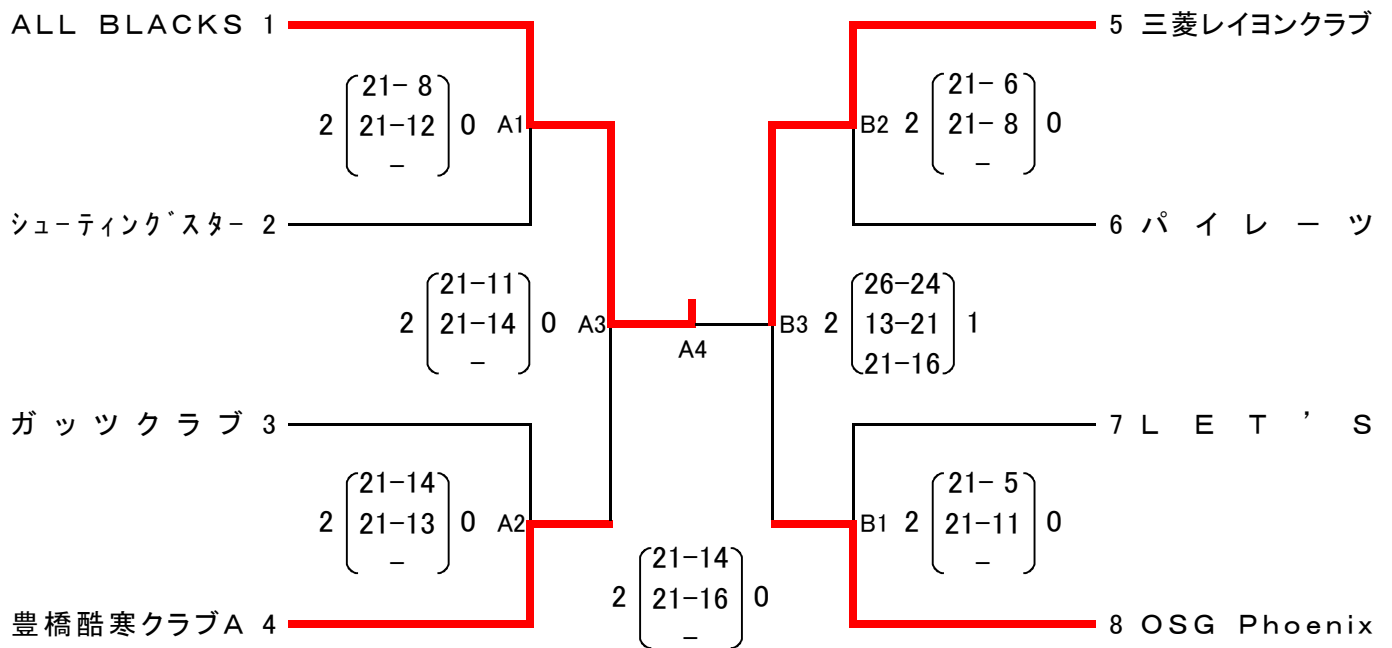 ALL BLACKS 1
5 三菱レイヨンクラブ
21- 8
2 21-12 0 A1
-
21- 6
B2 2 21- 8 0
-
シューティングスター 2
6 パイレーツ
21-11
2 21-14 0 A3
-
A4
26-24
B3 2 13-21 1
21-16
ガッツクラブ 3
7 LET'S
21-14
2 21-13 0 A2
-
21- 5
B1 2 21-11 0
-
21-14
2 21-16 0
-
豊橋酷寒クラブA 4
8 OSG Phoenix